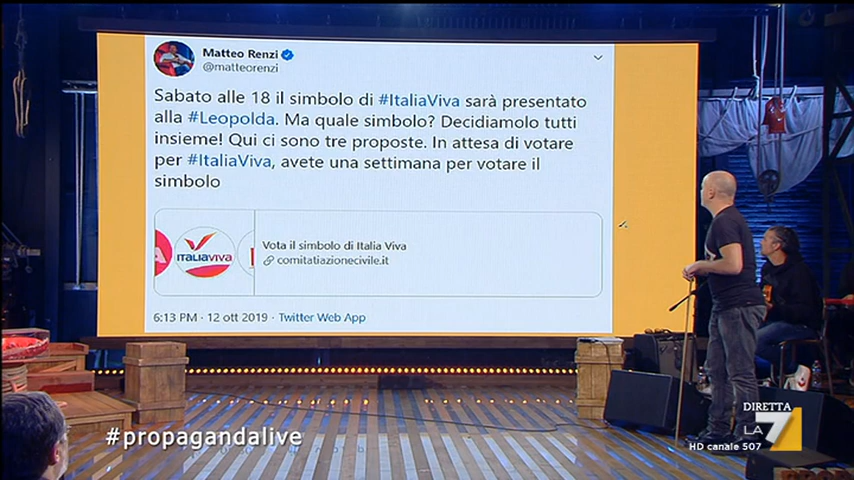 Matteo Renzi
@matteorenzi
Sabato alle 18 il simbolo di #ItaliaViva sarà presentato
alla #Leopolda. Ma quale simbolo? Decidiamolo tutti
insieme! Qui ci sono tre proposte. In attesa di votare
per #ItaliaViva, avete una settimana per votare il
simbolo
ITALIAVIVA
Vota il simbolo di Italia Viva
comitatiazionecivile.it
6:13 PM · 12 ott 2019 · Twitter Web App
#propagandalive
DIRETTA
LA 7
HD canale 507